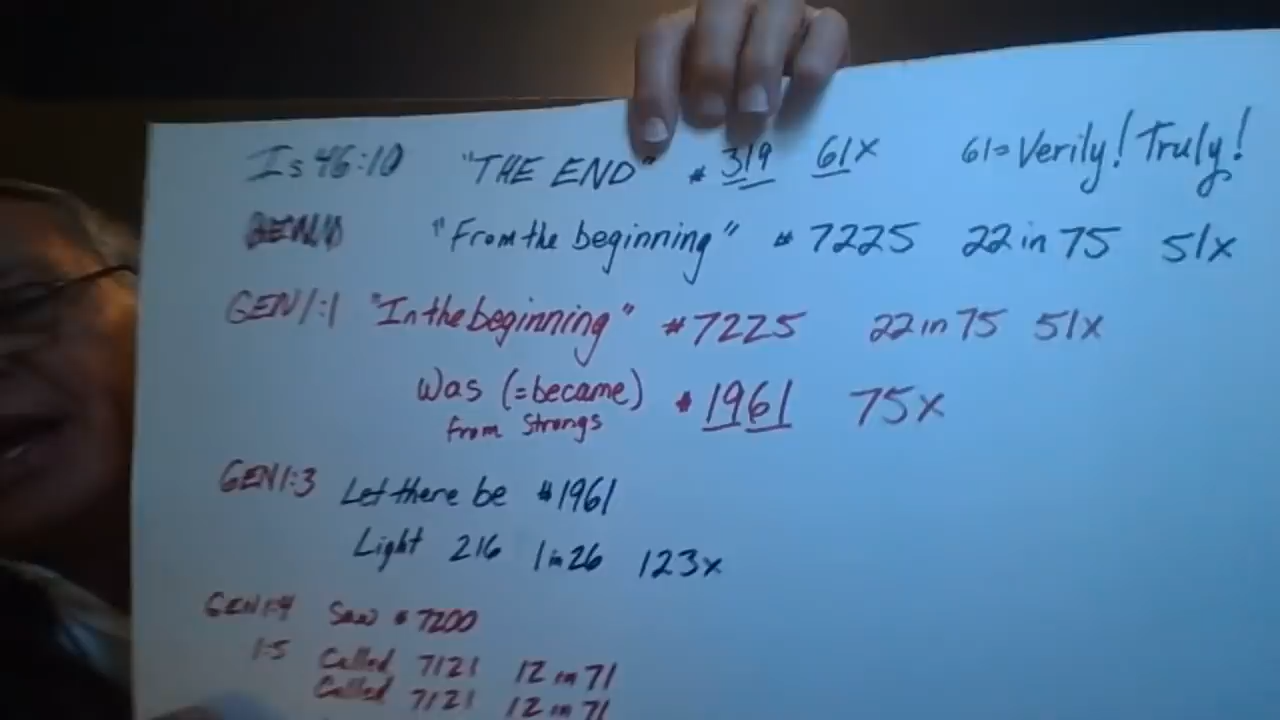 Is 46:10 "THE END" # 319 61x 61= Verily! Truly!
"From the beginning" # 7225 22 in 75 51x
GEN 1:1 "In the beginning" # 7225 22 in 75 51x
Was (=became) # 1961 75x
from Strongs
GEN 1:3 Let there be #1961
Light 216 1 in 26 123x
GEN 1:4 Saw # 7200
1:5 Called 7121 12 in 71
Called 7121 12 in 71